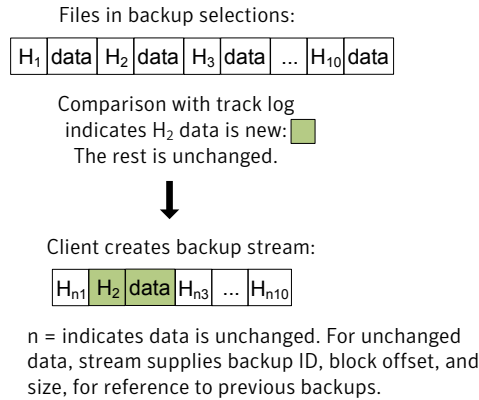 Files in backup selections:
H1 data H2 data H3 data ... H10 data
Comparison with track log
indicates H2 data is new:
The rest is unchanged.
Client creates backup stream:
Hn1 H2 data Hn3 ... Hn10
n = indicates data is unchanged. For unchanged
data, stream supplies backup ID, block offset, and
size, for reference to previous backups.